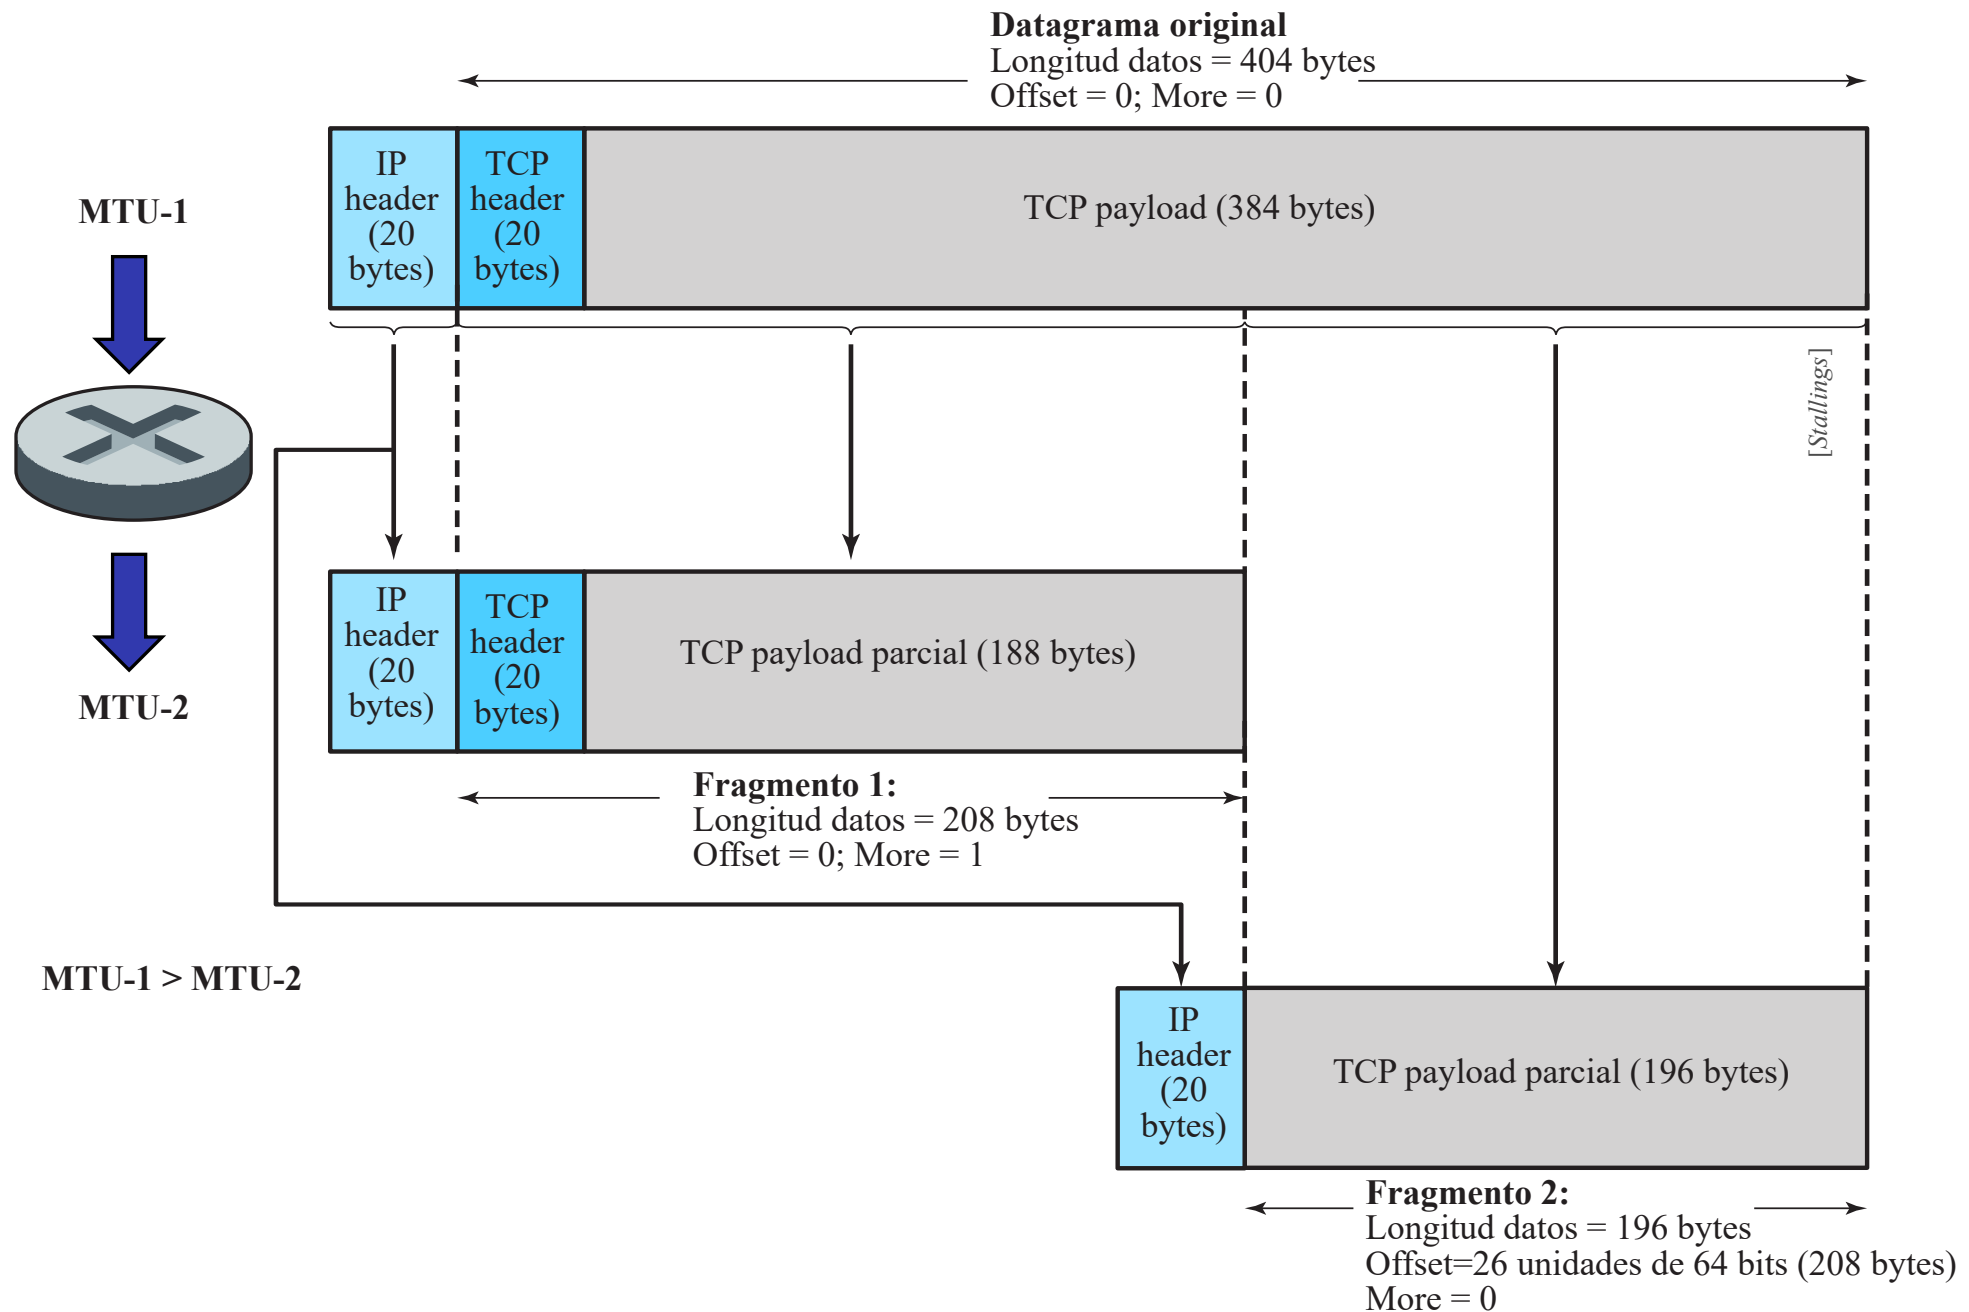 Datagrama original
Longitud datos = 404 bytes
Offset = 0; More = 0
IP
header
(20
bytes)
TCP
header
(20
bytes)
TCP payload (384 bytes)
MTU-1
[Stallings]
MTU-2
IP
header
(20
bytes)
TCP
header
(20
bytes)
TCP payload parcial (188 bytes)
Fragmento 1:
Longitud datos = 208 bytes
Offset = 0; More = 1
MTU-1 > MTU-2
IP
header
(20
bytes)
TCP payload parcial (196 bytes)
Fragmento 2:
Longitud datos = 196 bytes
Offset=26 unidades de 64 bits (208 bytes)
More = 0